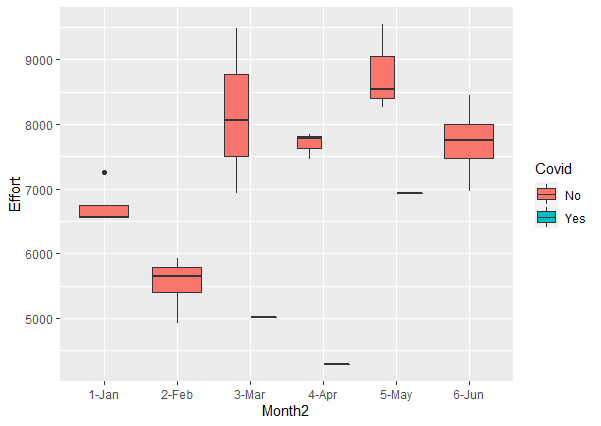 Effort
9000
8000
7000
6000
5000
1-Jan 2-Feb 3-Mar 4-Apr 5-May 6-Jun
Month2
Covid
No
Yes